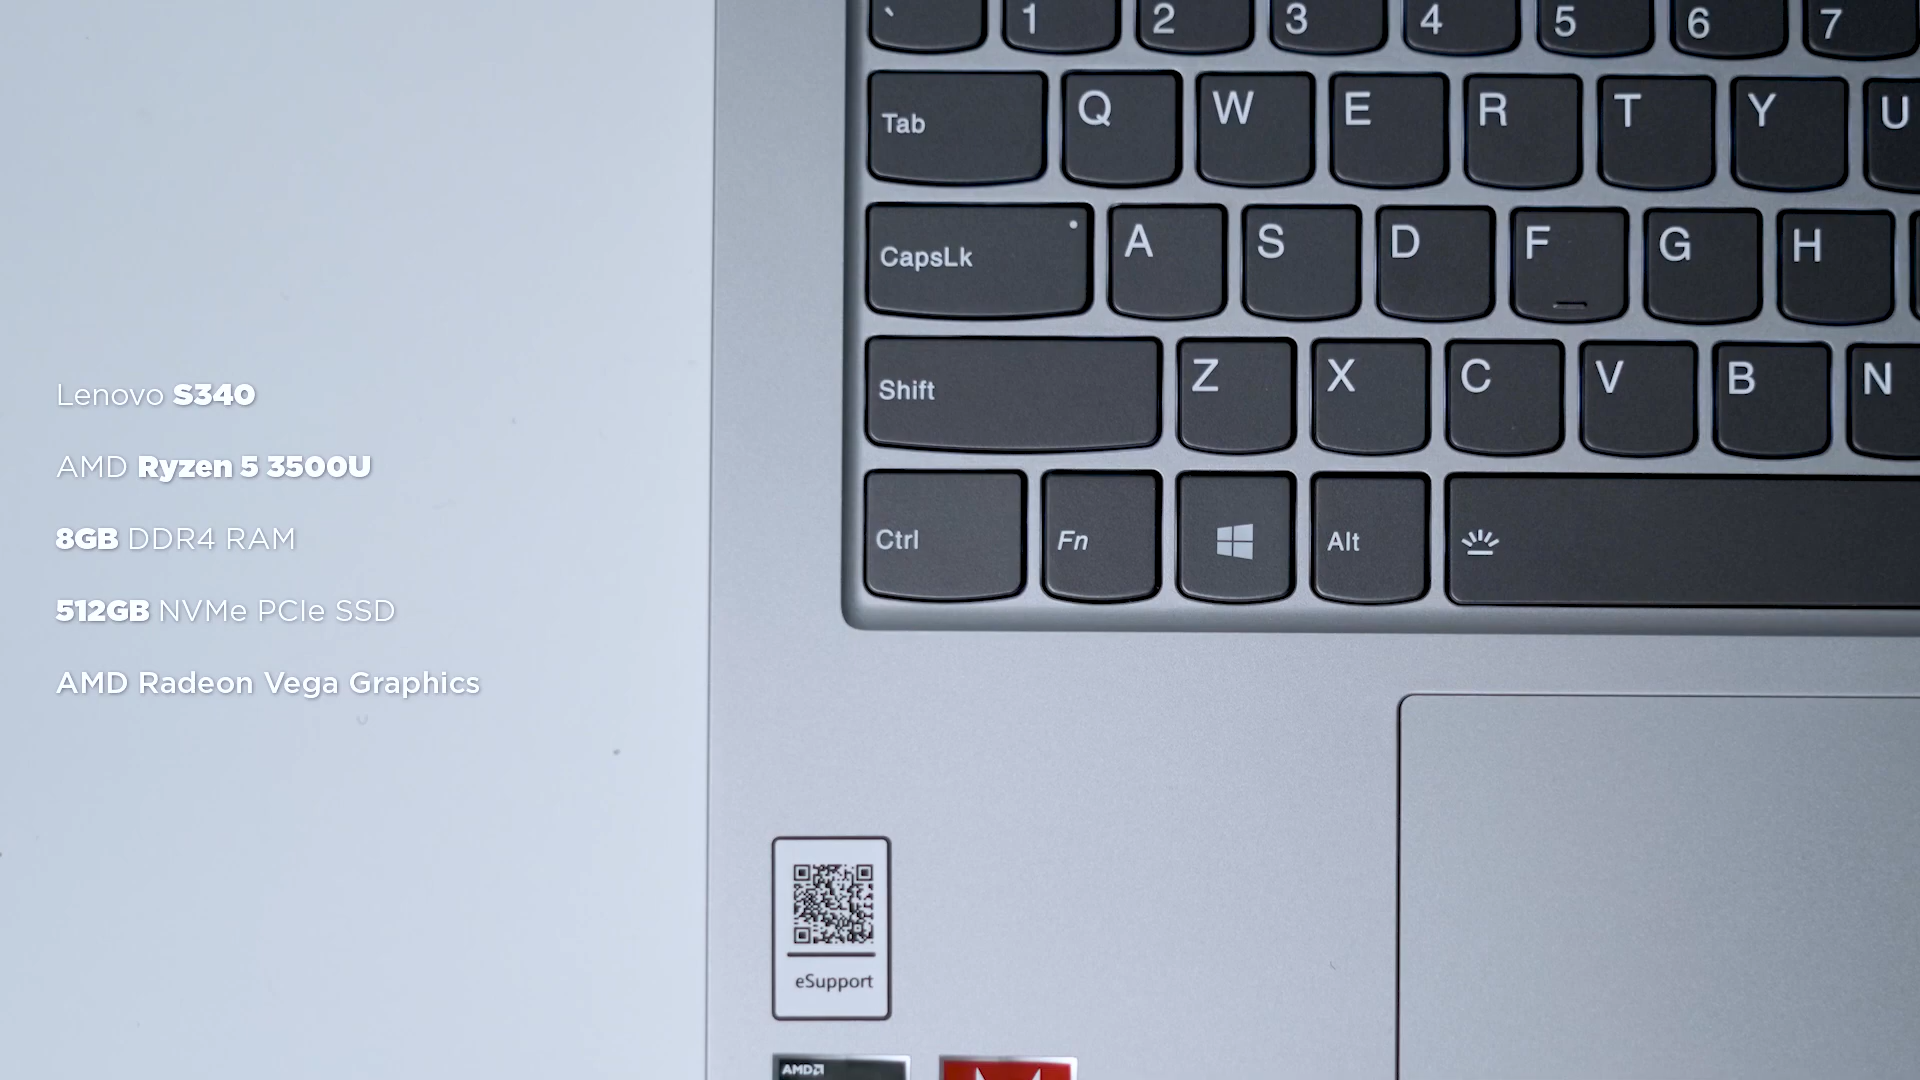 ` 1 2 3 4 5 6 7
Tab Q W E R T Y U
CapsLk A S D F G H
Shift Z X C V B N
Ctrl Fn Alt
Lenovo S340
AMD Ryzen 5 3500U
8GB DDR4 RAM
512GB NVMe PCIe SSD
AMD Radeon Vega Graphics
eSupport
AMD